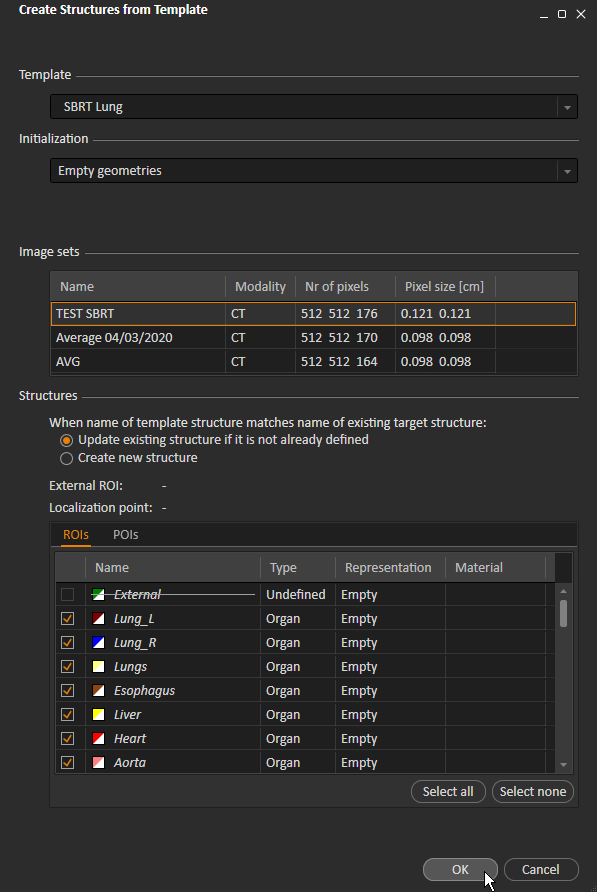 Create Structures from Template
Template
SBRT Lung
Initialization
Empty geometries
Image sets
Name Modality Nr of pixels Pixel size [cm]
TEST SBRT CT 512 512 176 0.121 0.121
Average 04/03/2020 CT 512 512 170 0.098 0.098
AVG CT 512 512 164 0.098 0.098
Structures
When name of template structure matches name of existing target structure:
Update existing structure if it is not already defined
Create new structure
External ROI: -
Localization point: -
ROIs POIs
Name Type Representation Material
External Undefined Empty
Lung_L Organ Empty
Lung_R Organ Empty
Lungs Organ Empty
Esophagus Organ Empty
Liver Organ Empty
Heart Organ Empty
Aorta Organ Empty
Select all Select none
OK Cancel